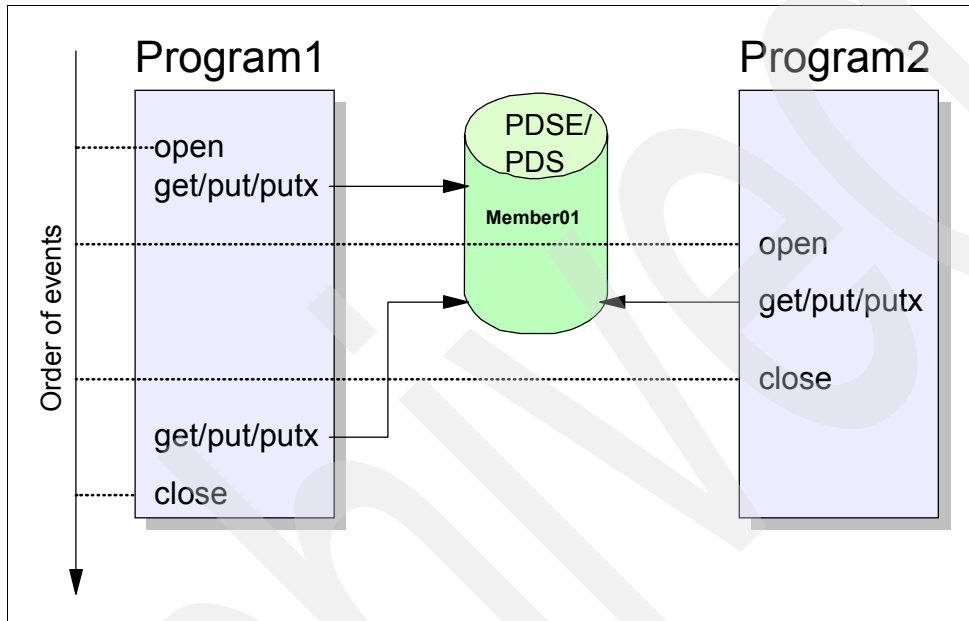 Program1
Program2
PDSE/
PDS
Member01
open
get/put/putx
open
get/put/putx
close
get/put/putx
close
Order of events